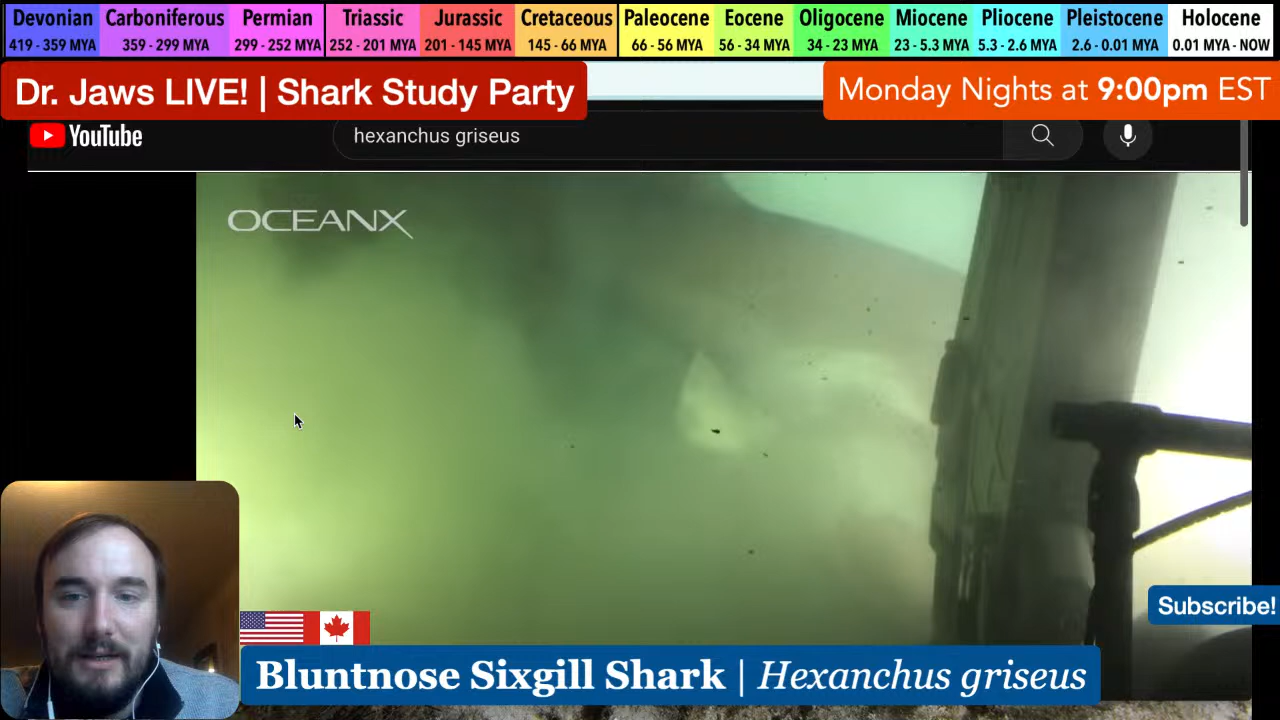 Devonian Carboniferous Permian Triassic Jurassic Cretaceous Paleocene Eocene Oligocene Miocene Pliocene Pleistocene Holocene
419 - 359 MYA 359 - 299 MYA 299 - 252 MYA 252 - 201 MYA 201 - 145 MYA 145 - 66 MYA 66 - 56 MYA 56 - 34 MYA 34 - 23 MYA 23 - 5.3 MYA 5.3 - 2.6 MYA 2.6 - 0.01 MYA 0.01 MYA - NOW
Dr. Jaws LIVE! | Shark Study Party
Monday Nights at 9:00pm EST
YouTube
hexanchus griseus
OCEANX
Subscribe!
Bluntnose Sixgill Shark | Hexanchus griseus